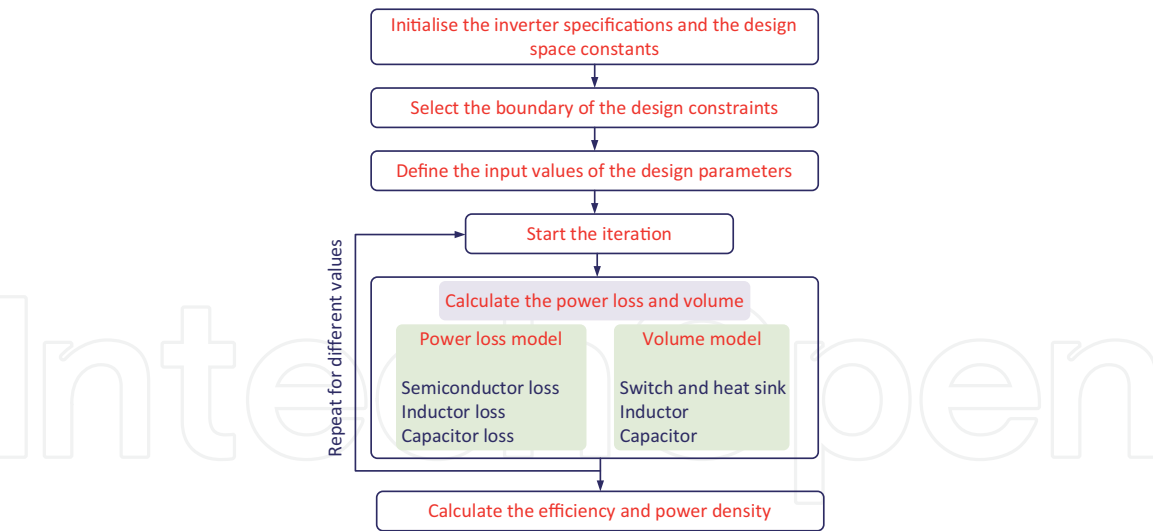 Initialise the inverter specifications and the design
space constants
Select the boundary of the design constraints
Define the input values of the design parameters
Start the iteration
Repeat for different values
Calculate the power loss and volume
Power loss model
Semiconductor loss
Inductor loss
Capacitor loss
Volume model
Switch and heat sink
Inductor
Capacitor
Calculate the efficiency and power density
IntechOpen